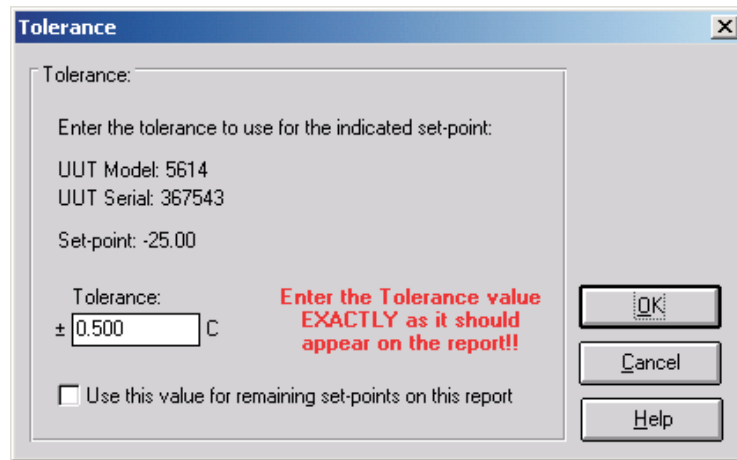 Tolerance
Tolerance:
Enter the tolerance to use for the indicated set-point:
UUT Model: 5614
UUT Serial: 367543
Set-point: -25.00
Tolerance:
± 0.500 C
Enter the Tolerance value
EXACTLY as it should
appear on the report!!
Use this value for remaining set-points on this report
OK
Cancel
Help